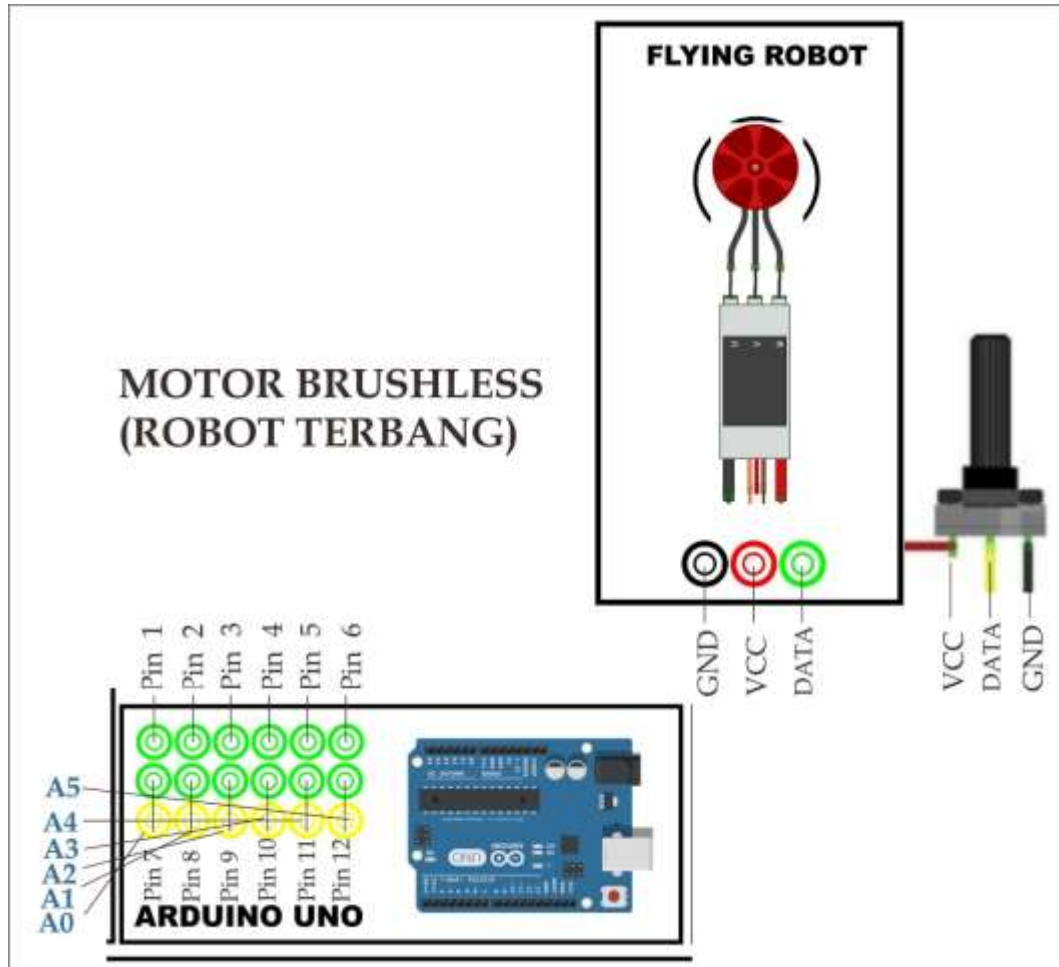 FLYING ROBOT
MOTOR BRUSHLESS
(ROBOT TERBANG)
GND
VCC
DATA
VCC
DATA
GND
Pin 1
Pin 2
Pin 3
Pin 4
Pin 5
Pin 6
A5
A4
A3
A2
A1
A0
Pin 7
Pin 8
Pin 9
Pin 10
Pin 11
Pin 12
ARDUINO UNO